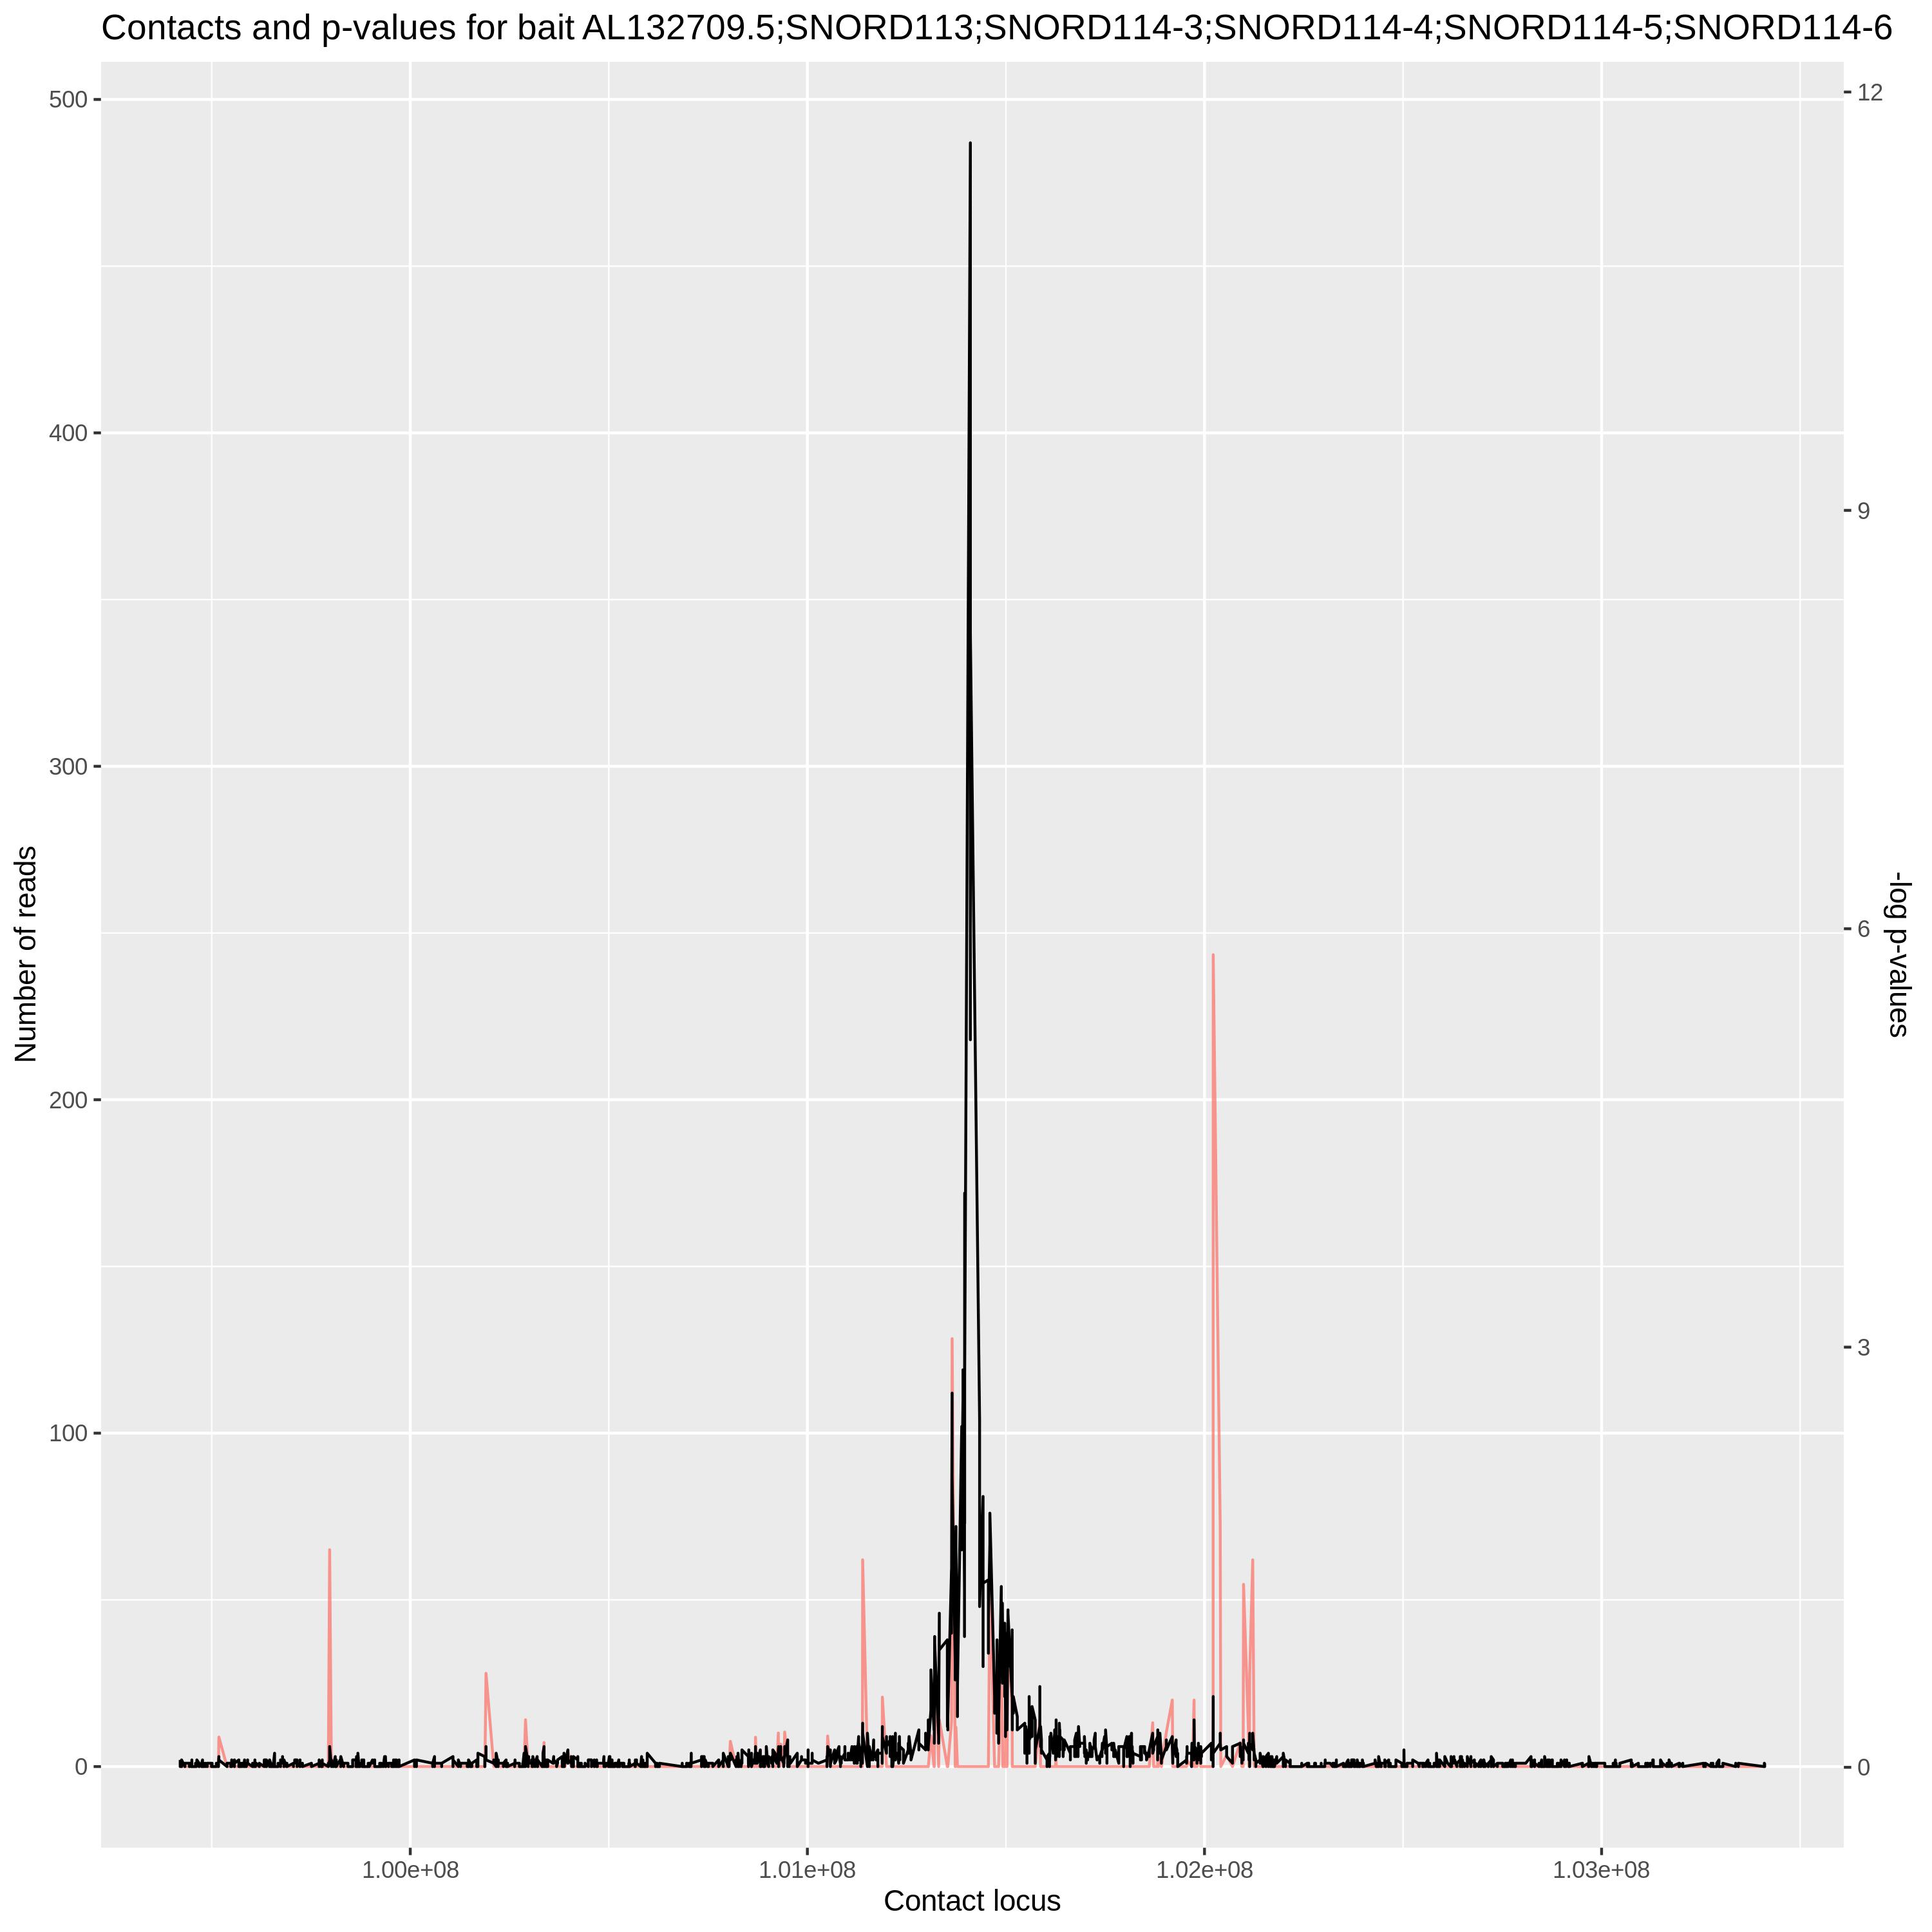 Contacts and p-values for bait AL132709.5;SNORD113;SNORD114-3;SNORD114-4;SNORD114-5;SNORD114-6
500
400
300
200
100
0
Number of reads
12
9
6
3
0
-log p-values
1.00e+08
1.01e+08
1.02e+08
1.03e+08
Contact locus